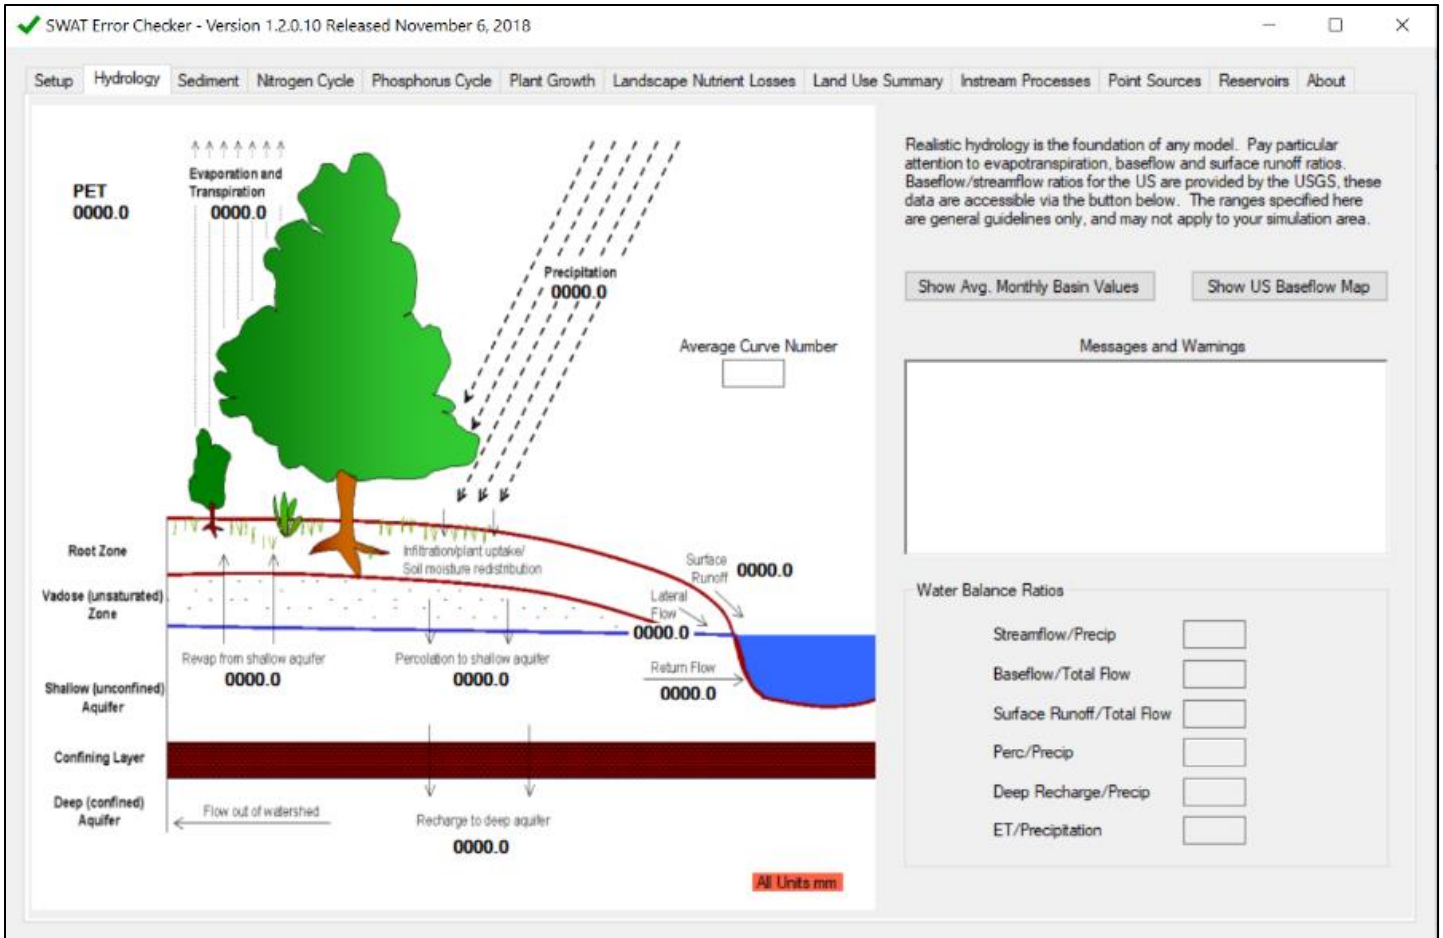 SWAT Error Checker - Version 1.2.0.10 Released November 6, 2018
Setup Hydrology Sediment Nitrogen Cycle Phosphorus Cycle Plant Growth Landscape Nutrient Losses Land Use Summary Instream Processes Point Sources Reservoirs About
PET
0000.0
Evaporation and
Transpiration
0000.0
Precipitation
0000.0
Average Curve Number
Root Zone
Infiltration/plant uptake/
Soil moisture redistribution
Surface
Runoff
0000.0
Vadose (unsaturated)
Zone
Lateral
Flow
0000.0
Revap from shallow aquifer
0000.0
Percolation to shallow aquifer
0000.0
Return Flow
0000.0
Shallow (unconfined)
Aquifer
Confining Layer
Deep (confined)
Aquifer
Flow out of watershed
Recharge to deep aquifer
0000.0
All Units mm
Realistic hydrology is the foundation of any model. Pay particular
attention to evapotranspiration, baseflow and surface runoff ratios.
Baseflow/streamflow ratios for the US are provided by the USGS, these
data are accessible via the button below. The ranges specified here
are general guidelines only, and may not apply to your simulation area.
Show Avg. Monthly Basin Values
Show US Baseflow Map
Messages and Warnings
Water Balance Ratios
Streamflow/Precip
Baseflow/Total Flow
Surface Runoff/Total Flow
Perc/Precip
Deep Recharge/Precip
ET/Precipitation